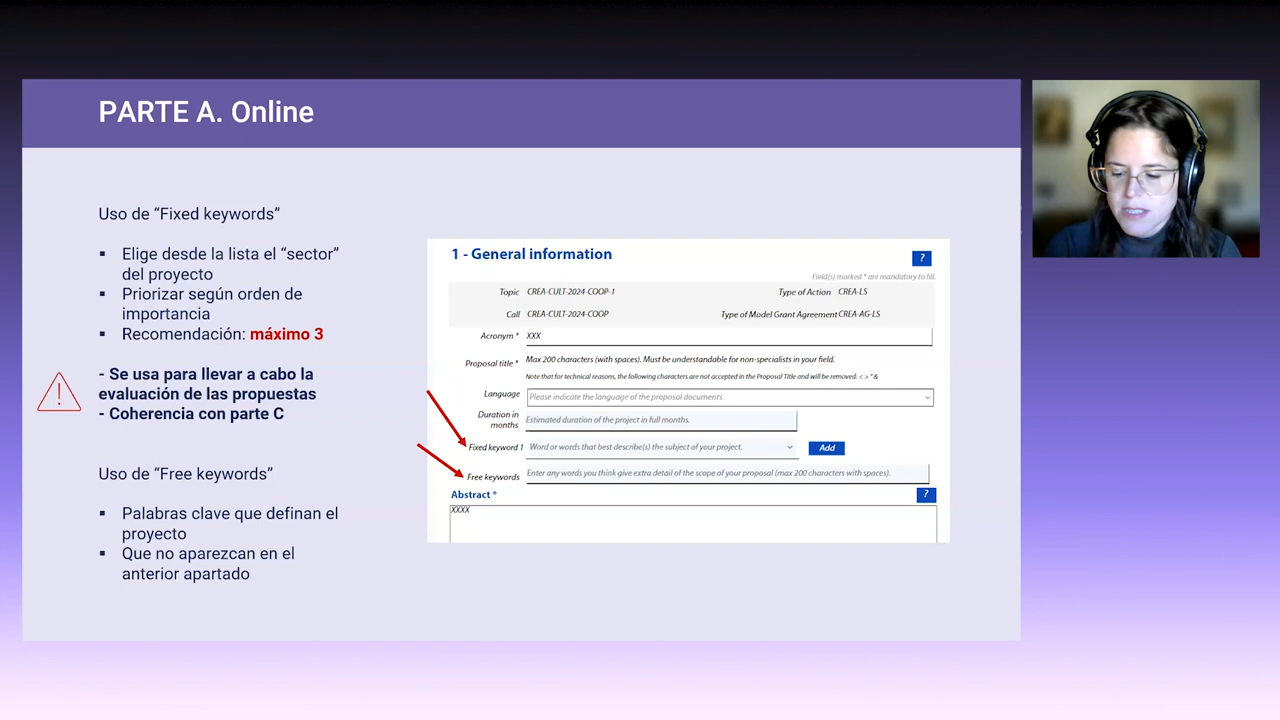 PARTE A. Online
Uso de “Fixed keywords”
▪ Elige desde la lista el “sector”
del proyecto
▪ Priorizar según orden de
importancia
▪ Recomendación: máximo 3
- Se usa para llevar a cabo la
evaluación de las propuestas
- Coherencia con parte C
Uso de “Free keywords”
▪ Palabras clave que definan el
proyecto
▪ Que no aparezcan en el
anterior apartado
1 - General information
?
Field(s) marked * are mandatory to fill.
Topic CREA-CULT-2024-COOP-1 Type of Action CREA-LS
Call CREA-CULT-2024-COOP Type of Model Grant Agreement CREA-AG-LS
Acronym * XXX
Proposal title * Max 200 characters (with spaces). Must be understandable for non-specialists in your field.
Note that for technical reasons, the following characters are not accepted in the Proposal Title and will be removed: < > " &
Language Please indicate the language of the proposal documents
Duration in
months Estimated duration of the project in full months.
Fixed keyword 1 Word or words that best describe(s) the subject of your project. Add
Free keywords Enter any words you think give extra detail of the scope of your proposal (max 200 characters with spaces).
Abstract * ?
XXXX